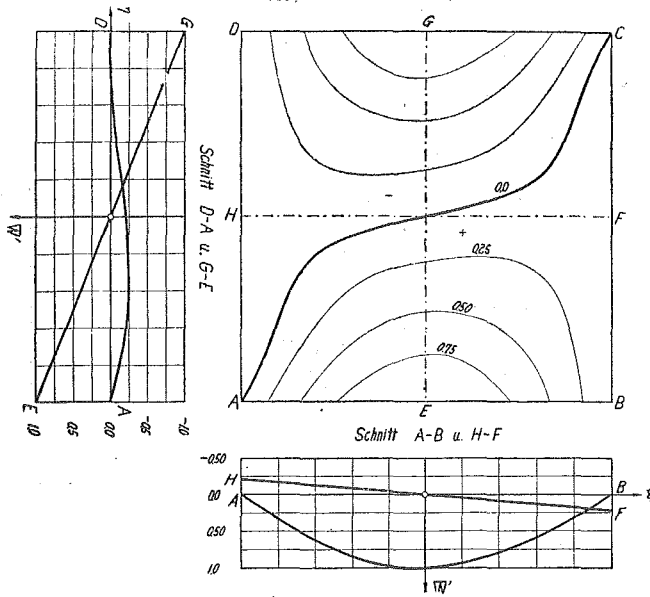 D
G
C
G
D
η
H
F
0,0
-
+
0,25
0,50
0,75
Schnitt D-A u. G-E
E
A
1,0
0,5
0,0
-0,5
-1,0
A
E
B
Schnitt A-B u. H-F
-0,50
H
0,0
A
B
F
0,50
1,0